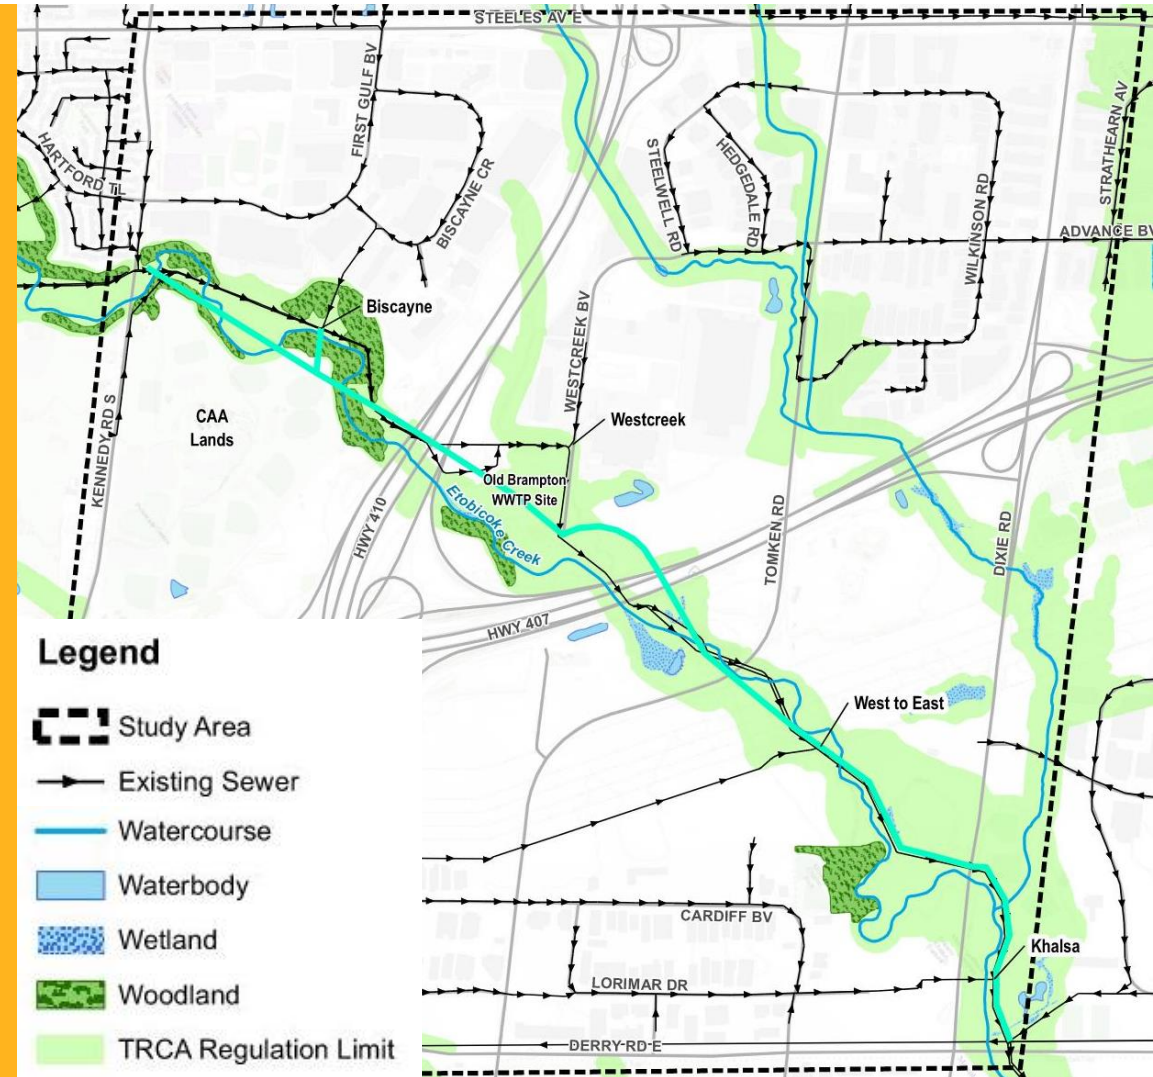 STEELES AV E
FIRST GULF BV
HARTFORD TL
BISCAYNE CR
STEELWELL RD
HEDGEDALE RD
WILKINSON RD
STRATHEARN AV
ADVANCE BV
Biscayne
WESTCREEK BV
KENNEDY RD S
CAA
Lands
Westcreek
Old Brampton
WWTP Site
Etobicoke Creek
HWY 410
TOMKEN RD
DIXIE RD
HWY 407
West to East
CARDIFF BV
Khalsa
LORIMAR DR
DERRY RD E
Legend
Study Area
Existing Sewer
Watercourse
Waterbody
Wetland
Woodland
TRCA Regulation Limit